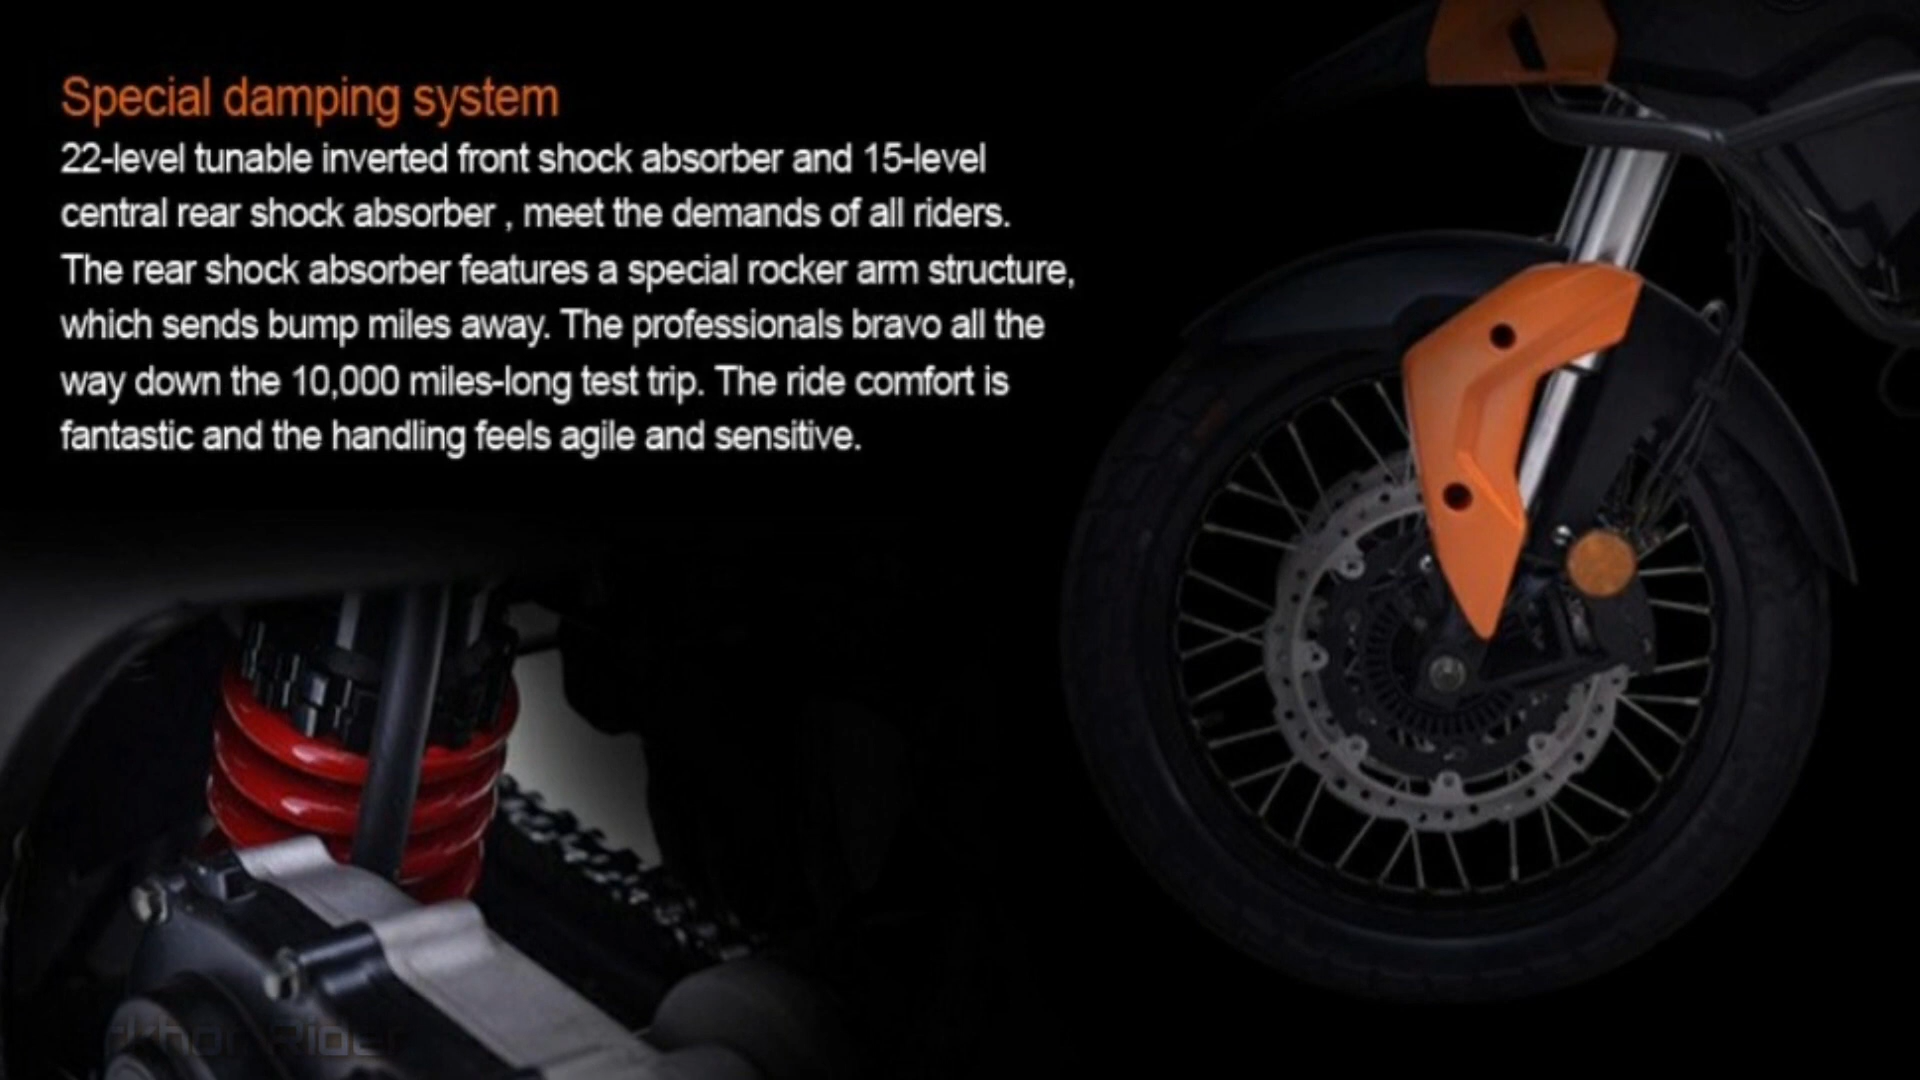 Special damping system
22-level tunable inverted front shock absorber and 15-level
central rear shock absorber , meet the demands of all riders.
The rear shock absorber features a special rocker arm structure,
which sends bump miles away. The professionals bravo all the
way down the 10,000 miles-long test trip. The ride comfort is
fantastic and the handling feels agile and sensitive.
Rider